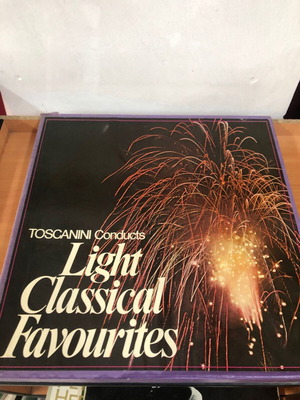 TOSCANINI Conducts
Light
Classical
Favourites